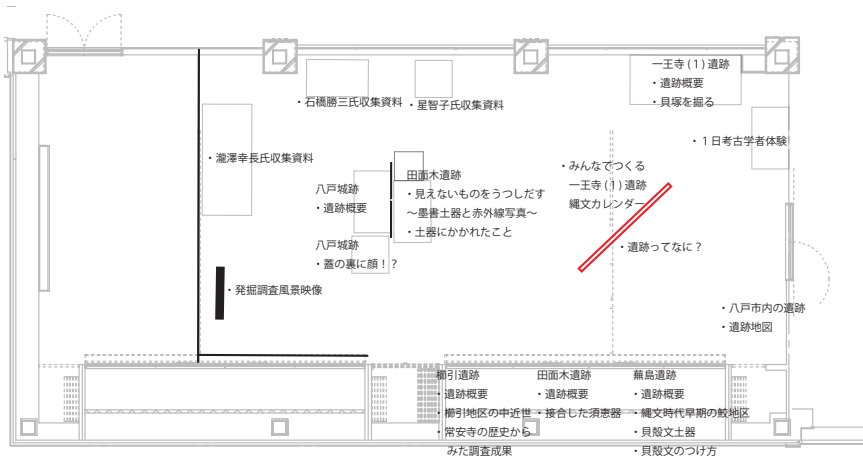 一王寺(1)遺跡
・遺跡概要
・貝塚を掘る
・石橋勝三氏収集資料
・星智子氏収集資料
・１日考古学者体験
・瀧澤幸長氏収集資料
八戸城跡
・遺跡概要
八戸城跡
・蓋の裏に顔！？
田面木遺跡
・見えないものをうつしだす
～墨書土器と赤外線写真～
・土器にかかれたこと
・みんなでつくる
一王寺(1)遺跡
縄文カレンダー
・遺跡ってなに？
・発掘調査風景映像
・八戸市内の遺跡
・遺跡地図
櫛引遺跡
・遺跡概要
・櫛引地区の中近世
・常安寺の歴史から
みた調査成果
田面木遺跡
・遺跡概要
・接合した須恵器
蕪島遺跡
・遺跡概要
・縄文時代早期の鮫地区
・貝殻文土器
・貝殻文のつけ方